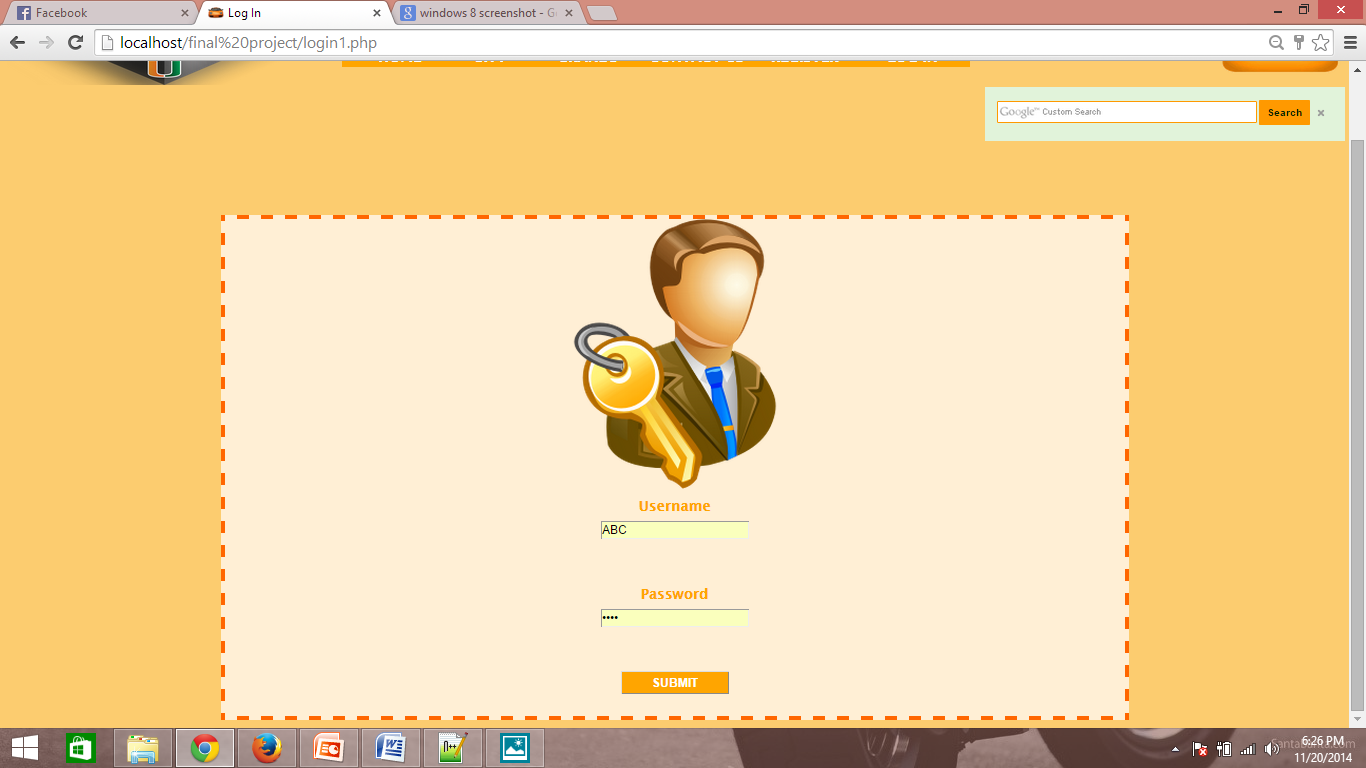 Facebook
Log In
windows 8 screenshot - G
localhost/final%20project/login1.php
Google™ Custom Search
Search
Username
ABC
Password
••••
SUBMIT
6:26 PM
11/20/2014